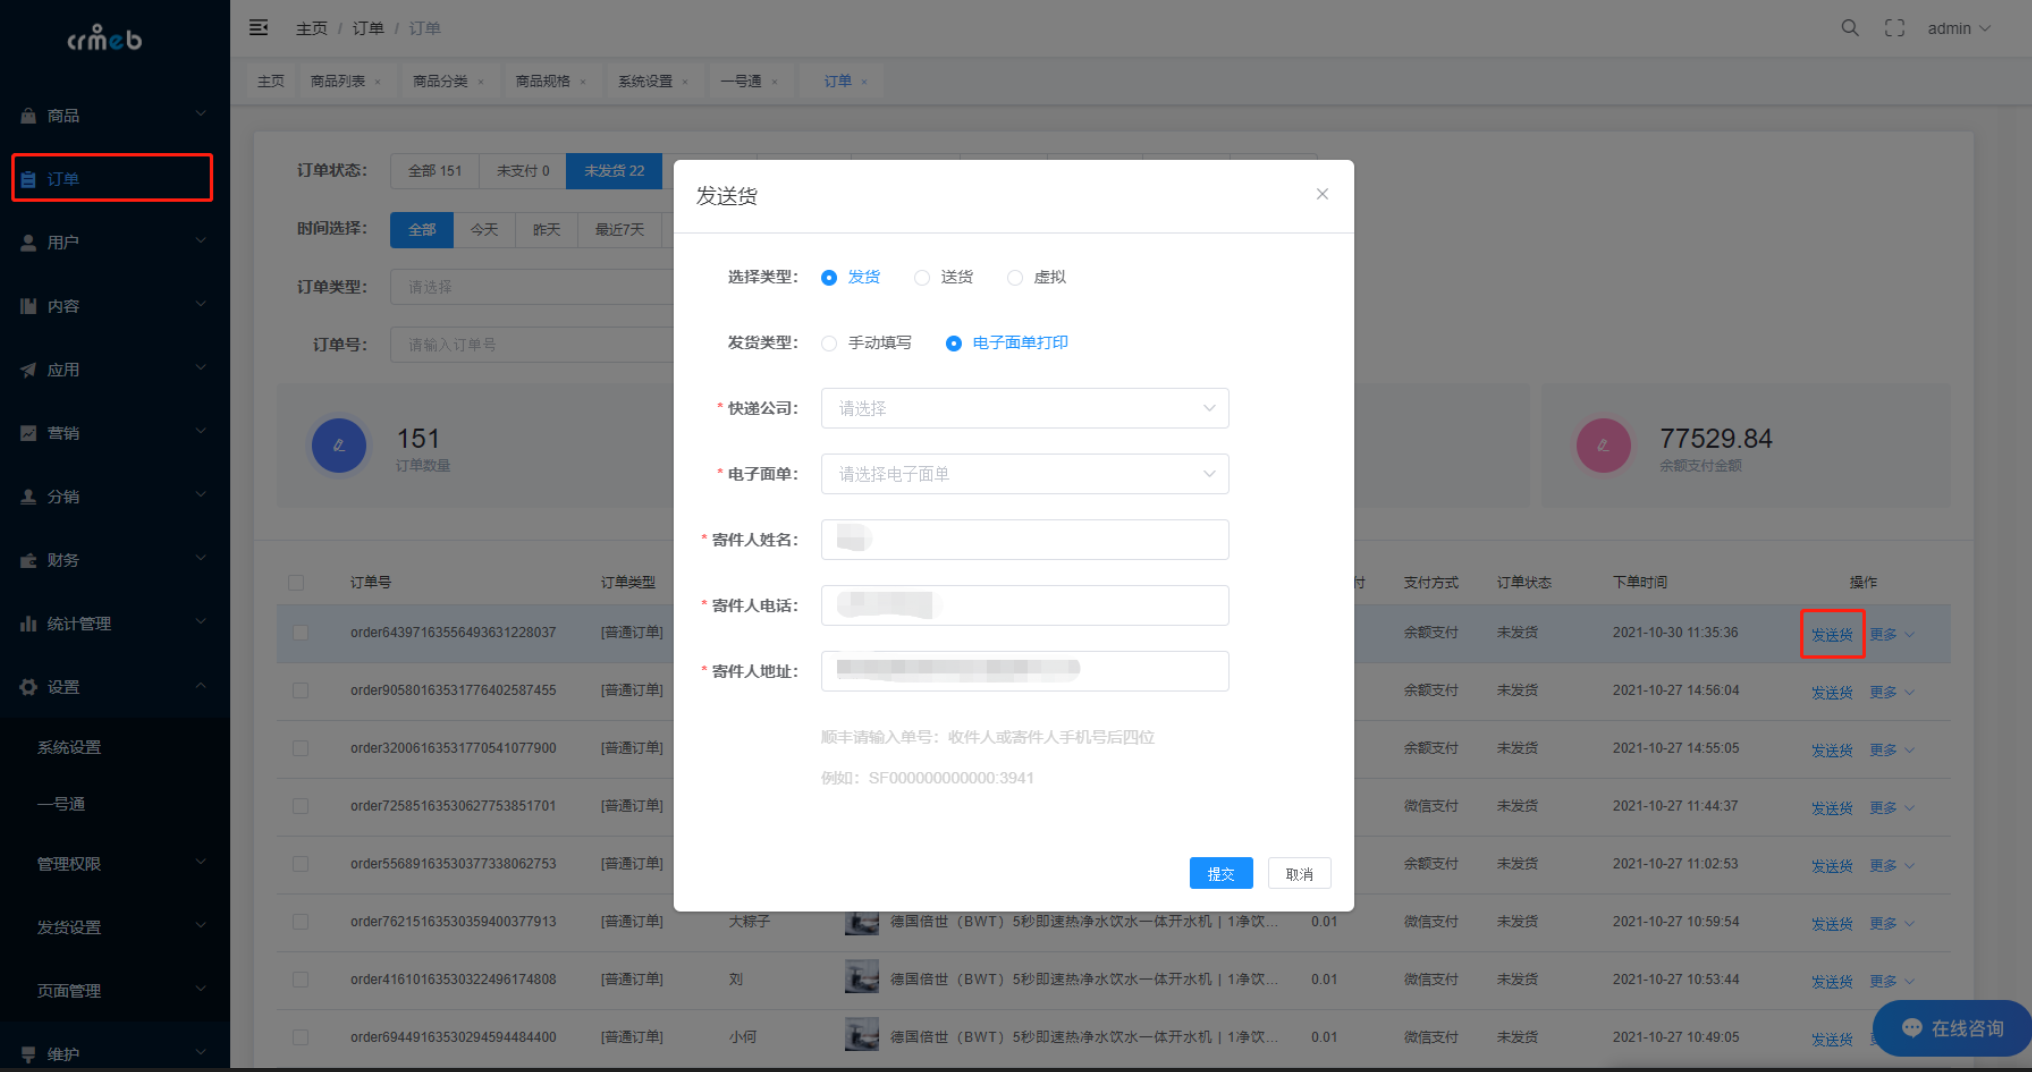 crmeb
主页 / 订单 / 订单
admin
主页
商品列表 ×
商品分类 ×
商品规格 ×
系统设置 ×
一号通 ×
订单 ×
商品
订单
用户
内容
应用
营销
分销
财务
统计管理
设置
系统设置
一号通
管理权限
发货设置
页面管理
维护
订单状态：
全部 151
未支付 0
未发货 22
时间选择：
全部
今天
昨天
最近7天
订单类型：
请选择
订单号：
请输入订单号
151
订单数量
77529.84
余额支付金额
发送货
选择类型： 发货 送货 虚拟
发货类型： 手动填写 电子面单打印
* 快递公司： 请选择
* 电子面单： 请选择电子面单
* 寄件人姓名：
* 寄件人电话：
* 寄件人地址：
顺丰请输入单号：收件人或寄件人手机号后四位
例如：SF000000000000:3941
提交
取消
订单号 订单类型 付 支付方式 订单状态 下单时间 操作
order64397163556493631228037 [普通订单] 余额支付 未发货 2021-10-30 11:35:36 发送货 更多
order90580163531776402587455 [普通订单] 余额支付 未发货 2021-10-27 14:56:04 发送货 更多
order32006163531770541077900 [普通订单] 余额支付 未发货 2021-10-27 14:55:05 发送货 更多
order72585163530627753851701 [普通订单] 微信支付 未发货 2021-10-27 11:44:37 发送货 更多
order55689163530377338062753 [普通订单] 余额支付 未发货 2021-10-27 11:02:53 发送货 更多
order76215163530359400377913 [普通订单] 大粽子 德国倍世（BWT）5秒即速热净水饮水一体开水机 | 1净饮... 0.01 微信支付 未发货 2021-10-27 10:59:54 发送货 更多
order41610163530322496174808 [普通订单] 刘 德国倍世（BWT）5秒即速热净水饮水一体开水机 | 1净饮... 0.01 微信支付 未发货 2021-10-27 10:53:44 发送货 更多
order69449163530294594484400 [普通订单] 小何 德国倍世（BWT）5秒即速热净水饮水一体开水机 | 1净饮... 0.01 微信支付 未发货 2021-10-27 10:49:05 发送货
在线咨询